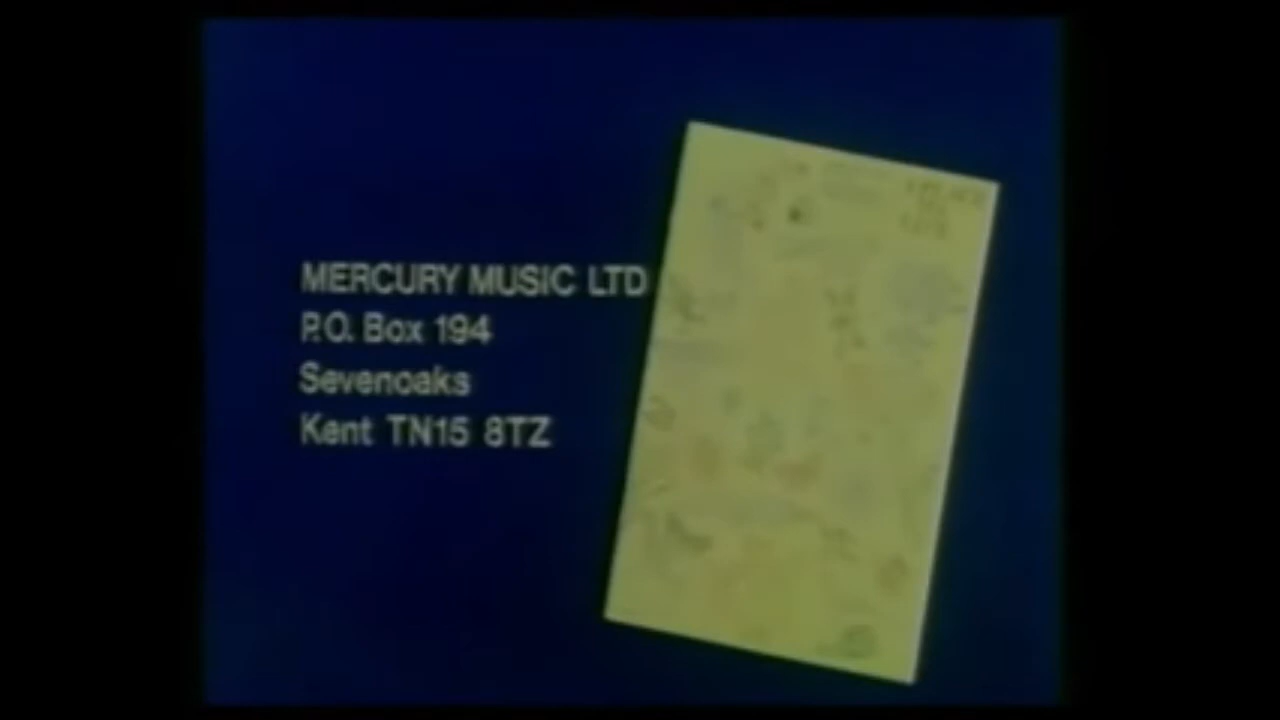 MERCURY MUSIC LTD
P.O. Box 194
Sevenoaks
Kent TN15 8TZ